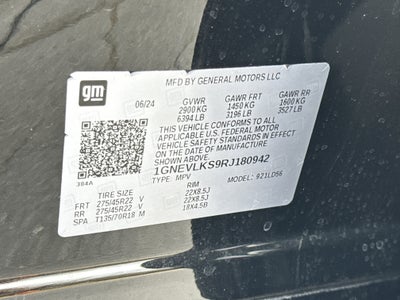 gm
MFD BY GENERAL MOTORS LLC
06/24 GVWR GAWR FRT GAWR RR
2900 KG 1450 KG 1600 KG
6394 LB 3196 LB 3527 LB
THIS VEHICLE CONFORMS TO ALL
APPLICABLE U.S. FEDERAL MOTOR
VEHICLE SAFETY STANDARDS IN EFFECT
ON THE DATE OF MANUFACTURE SHOWN ABOVE.
1GNEVLKS9RJ180942
384A TYPE: MPV MODEL: 921LD56
TIRE SIZE RIM
FRT 275/45R22 V 22X8.5J
RR 275/45R22 V 22X8.5J
SPA T135/70R18 M 18X4.5B